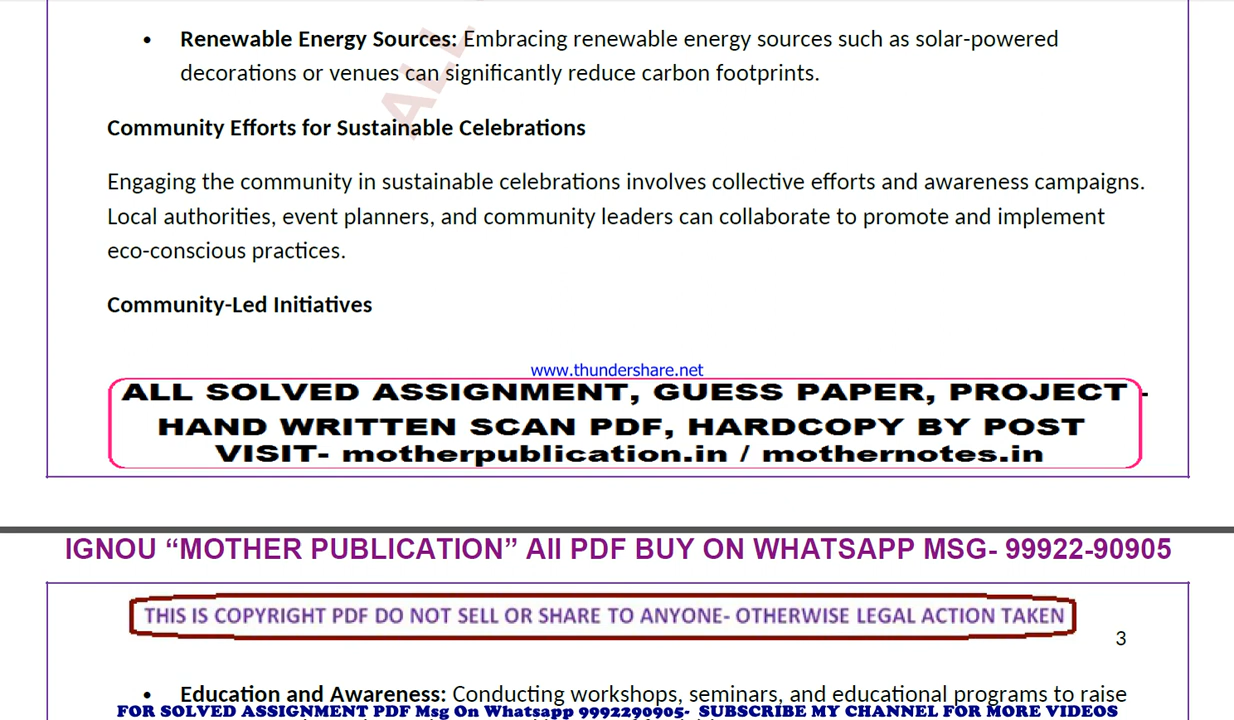 • Renewable Energy Sources: Embracing renewable energy sources such as solar-powered
decorations or venues can significantly reduce carbon footprints.
ALL
Community Efforts for Sustainable Celebrations
Engaging the community in sustainable celebrations involves collective efforts and awareness campaigns.
Local authorities, event planners, and community leaders can collaborate to promote and implement
eco-conscious practices.
Community-Led Initiatives
www.thundershare.net
ALL SOLVED ASSIGNMENT, GUESS PAPER, PROJECT -
HAND WRITTEN SCAN PDF, HARDCOPY BY POST
VISIT- motherpublication.in / mothernotes.in
IGNOU “MOTHER PUBLICATION” All PDF BUY ON WHATSAPP MSG- 99922-90905
THIS IS COPYRIGHT PDF DO NOT SELL OR SHARE TO ANYONE- OTHERWISE LEGAL ACTION TAKEN
3
• Education and Awareness: Conducting workshops, seminars, and educational programs to raise
FOR SOLVED ASSIGNMENT PDF Msg On Whatsapp 9992290905- SUBSCRIBE MY CHANNEL FOR MORE VIDEOS